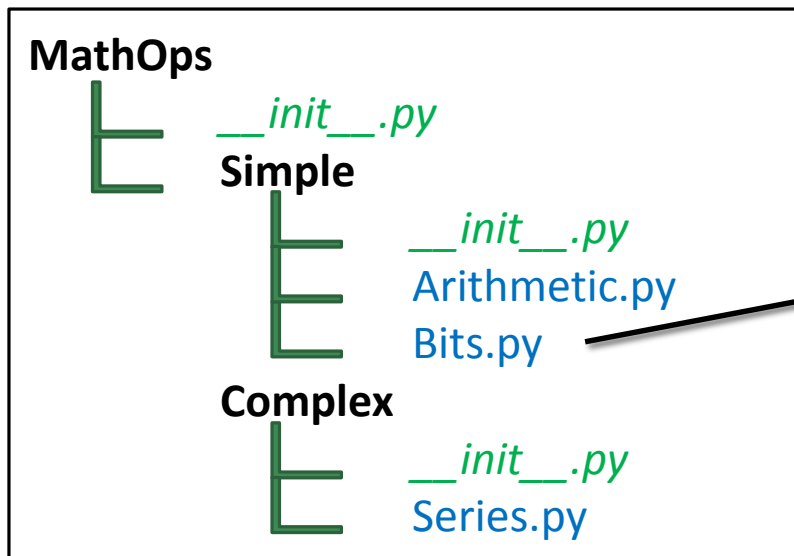 MathOps
__init__.py
Simple
__init__.py
Arithmetic.py
Bits.py
Complex
__init__.py
Series.py